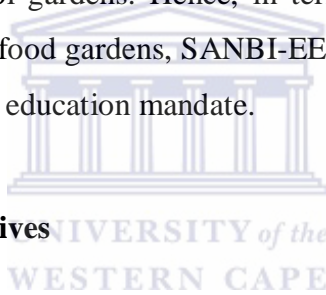 of gardens. Hence, in ter
food gardens, SANBI-EE
education mandate.
ives
UNIVERSITY of the
WESTERN CAPE